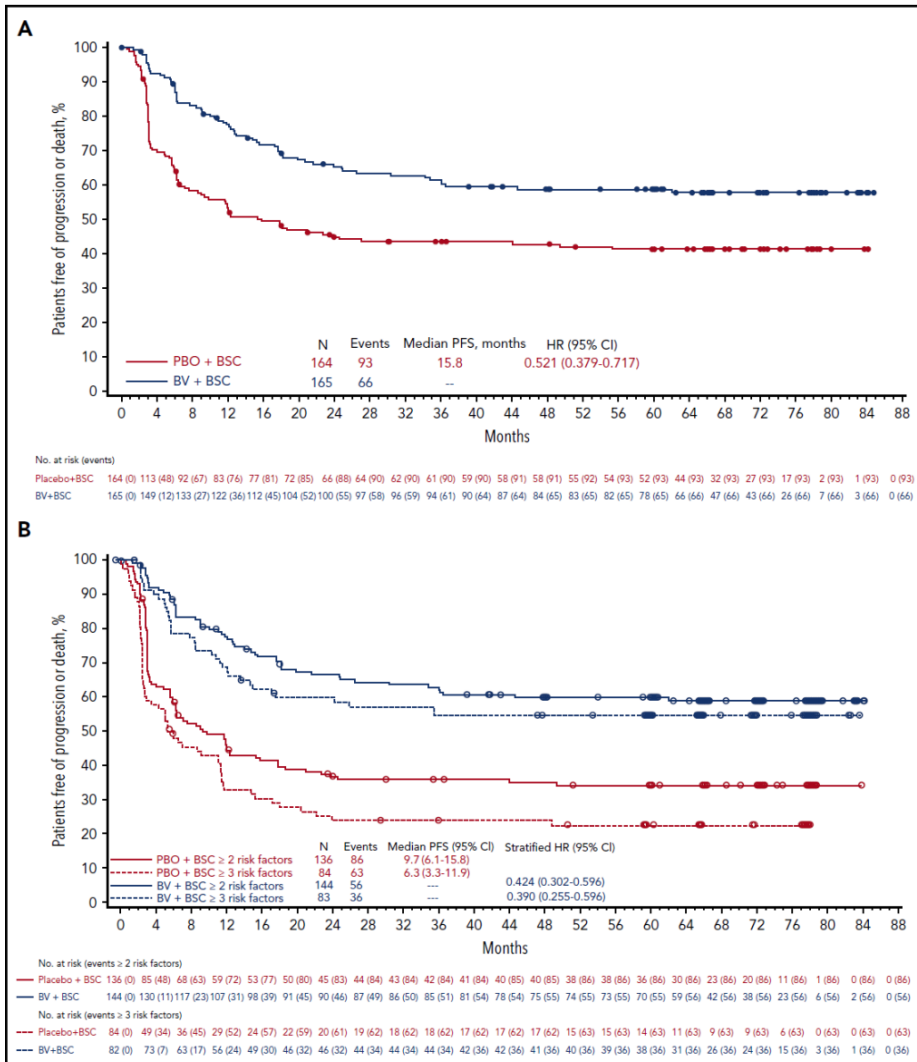 A
Patients free of progression or death, %
100
90
80
70
60
50
40
30
20
10
0
N Events Median PFS, months HR (95% CI)
PBO + BSC 164 93 15.8 0.521 (0.379-0.717)
BV + BSC 165 66 --
0 4 8 12 16 20 24 28 32 36 40 44 48 52 56 60 64 68 72 76 80 84 88
Months
No. at risk (events)
Placebo+BSC 164 (0) 113 (48) 92 (67) 83 (76) 77 (81) 72 (85) 66 (88) 64 (90) 62 (90) 61 (90) 59 (90) 58 (91) 58 (91) 55 (92) 54 (93) 52 (93) 44 (93) 32 (93) 27 (93) 17 (93) 2 (93) 1 (93) 0 (93)
BV+BSC 165 (0) 149 (12) 133 (27) 122 (36) 112 (45) 104 (52) 100 (55) 97 (58) 96 (59) 94 (61) 90 (64) 87 (64) 84 (65) 83 (65) 82 (65) 78 (65) 66 (66) 47 (66) 43 (66) 26 (66) 7 (66) 3 (66) 0 (66)
B
Patients free of progression or death, %
100
90
80
70
60
50
40
30
20
10
0
N Events Median PFS (95% CI) Stratified HR (95% CI)
PBO + BSC ≥ 2 risk factors 136 86 9.7 (6.1-15.8)
PBO + BSC ≥ 3 risk factors 84 63 6.3 (3.3-11.9)
BV + BSC ≥ 2 risk factors 144 56 --- 0.424 (0.302-0.596)
BV + BSC ≥ 3 risk factors 83 36 --- 0.390 (0.255-0.596)
0 4 8 12 16 20 24 28 32 36 40 44 48 52 56 60 64 68 72 76 80 84 88
Months
No. at risk (events ≥ 2 risk factors)
Placebo + BSC 136 (0) 85 (48) 68 (63) 59 (72) 53 (77) 50 (80) 45 (83) 44 (84) 43 (84) 42 (84) 41 (84) 40 (85) 40 (85) 38 (86) 38 (86) 36 (86) 30 (86) 23 (86) 20 (86) 11 (86) 1 (86) 0 (86) 0 (86)
BV + BSC 144 (0) 130 (11) 117 (23) 107 (31) 98 (39) 91 (45) 90 (46) 87 (49) 86 (50) 85 (51) 81 (54) 78 (54) 75 (55) 74 (55) 73 (55) 70 (55) 59 (56) 42 (56) 38 (56) 23 (56) 6 (56) 2 (56) 0 (56)
No. at risk (events ≥ 3 risk factors)
Placebo+BSC 84 (0) 49 (34) 36 (45) 29 (52) 24 (57) 22 (59) 20 (61) 19 (62) 18 (62) 18 (62) 17 (62) 17 (62) 17 (62) 15 (63) 15 (63) 14 (63) 11 (63) 9 (63) 9 (63) 6 (63) 0 (63) 0 (63) 0 (63)
BV+BSC 82 (0) 73 (7) 63 (17) 56 (24) 49 (30) 46 (32) 46 (32) 44 (34) 44 (34) 44 (34) 42 (36) 42 (36) 41 (36) 40 (36) 39 (36) 38 (36) 31 (36) 26 (36) 24 (36) 15 (36) 3 (36) 1 (36) 0 (36)